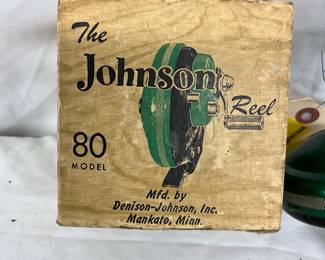 The
Johnson
Reel
80
MODEL
Mfd. by
Denison-Johnson, Inc.
Mankato, Minn.